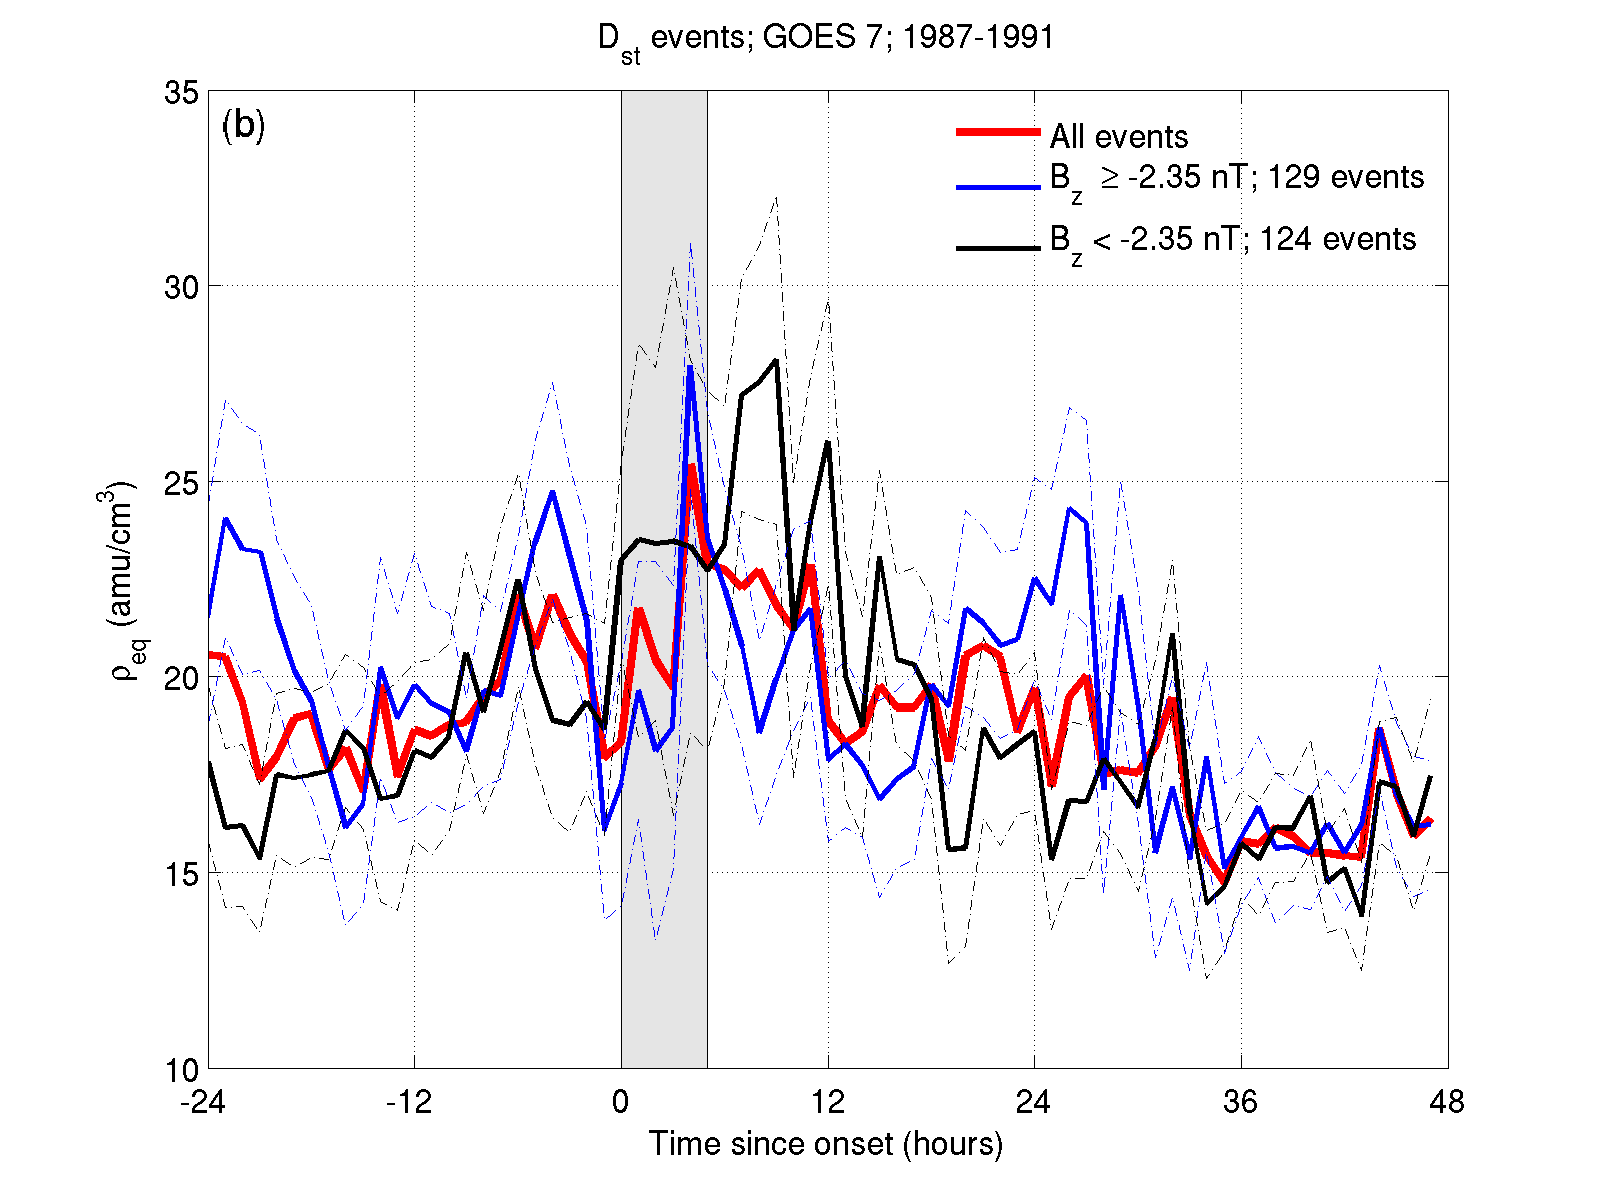 D_st events; GOES 7; 1987-1991
(b)
All events
B_z ≥ -2.35 nT; 129 events
B_z < -2.35 nT; 124 events
ρ_eq (amu/cm^3)
35
30
25
20
15
10
-24 -12 0 12 24 36 48
Time since onset (hours)